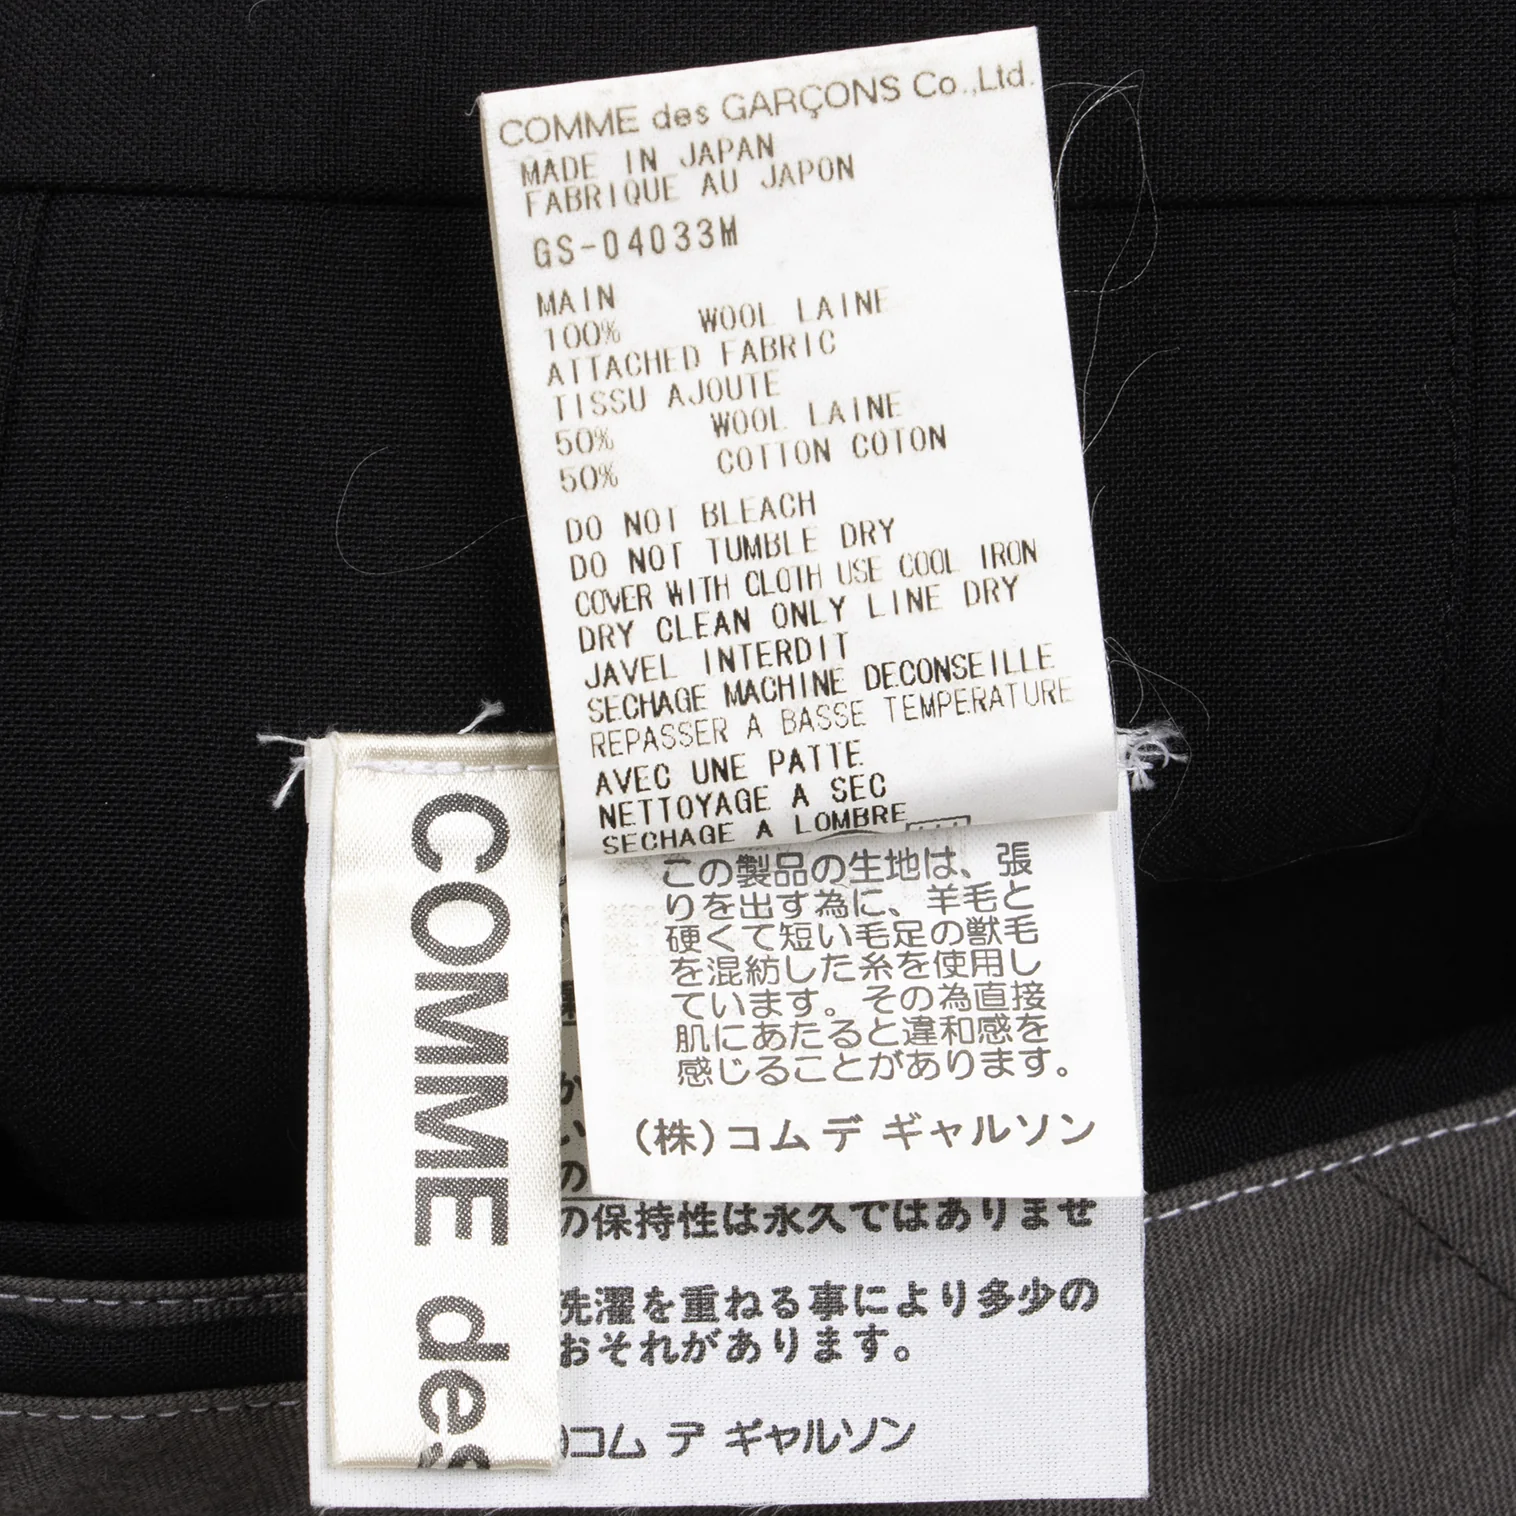 COMME des GARÇONS Co.,Ltd.
MADE IN JAPAN
FABRIQUE AU JAPON
GS-04033M
MAIN
100% WOOL LAINE
ATTACHED FABRIC
TISSU AJOUTE
50% WOOL LAINE
50% COTTON COTON
DO NOT BLEACH
DO NOT TUMBLE DRY
COVER WITH CLOTH USE COOL IRON
DRY CLEAN ONLY LINE DRY
JAVEL INTERDIT
SECHAGE MACHINE DECONSEILLE
REPASSER A BASSE TEMPERATURE
AVEC UNE PATTE
NETTOYAGE A SEC
SECHAGE A LOMBRE
この製品の生地は、張
りを出す為に、羊毛と
硬くて短い毛足の獣毛
を混紡した糸を使用し
ています。その為直接
肌にあたると違和感を
感じることがあります。
(株)コム デ ギャルソン
COMME des
か
い
の
の保持性は永久ではありませ
洗濯を重ねる事により多少の
おそれがあります。
)コム デ ギャルソン